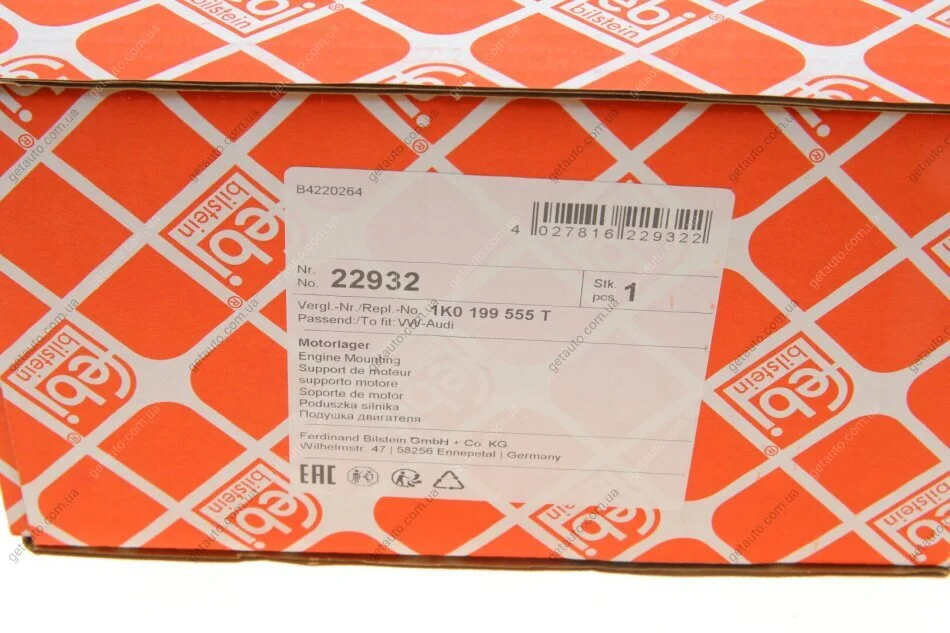 febi
bilstein
B4220264
4 027816 229322
Nr.
No. 22932
Stk.
pcs. 1
Vergl.-Nr./Repl.-No. 1K0 199 555 T
Passend:/To fit: VW-Audi
Motorlager
Engine Mounting
Support de moteur
supporto motore
Soporte de motor
Poduszka silnika
Подушка двигателя
Ferdinand Bilstein GmbH + Co. KG
Wilhelmstr. 47 | 58256 Ennepetal | Germany
EAC
getauto.com.ua